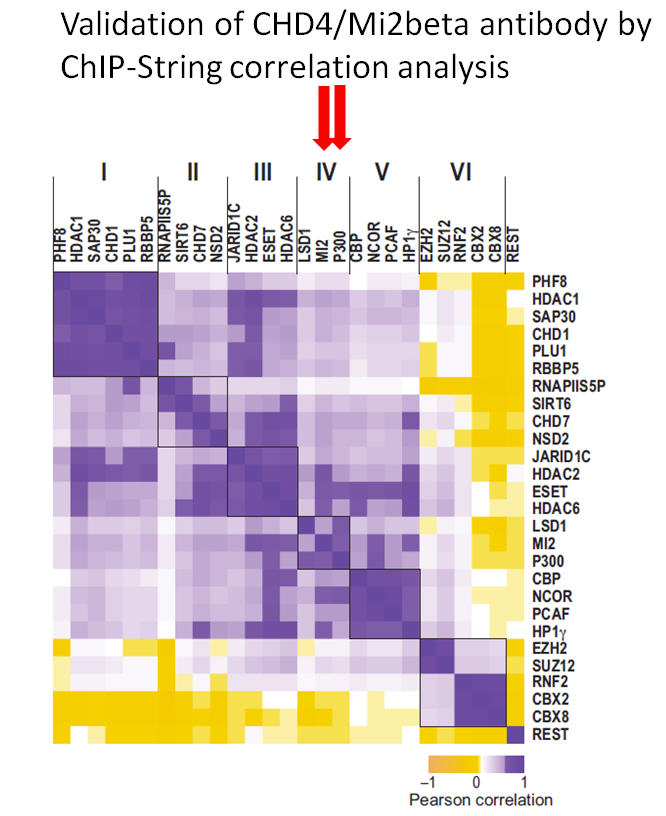 Validation of CHD4/Mi2beta antibody by
ChIP-String correlation analysis
I II III IV V VI
PHF8 HDAC1 SAP30 CHD1 PLU1 RBBP5 RNAPIIS5P SIRT6 CHD7 NSD2 JARID1C HDAC2 ESET HDAC6 LSD1 MI2 P300 CBP NCOR PCAF HP1γ EZH2 SUZ12 RNF2 CBX2 CBX8 REST
PHF8
HDAC1
SAP30
CHD1
PLU1
RBBP5
RNAPIIS5P
SIRT6
CHD7
NSD2
JARID1C
HDAC2
ESET
HDAC6
LSD1
MI2
P300
CBP
NCOR
PCAF
HP1γ
EZH2
SUZ12
RNF2
CBX2
CBX8
REST
−1 0 1
Pearson correlation